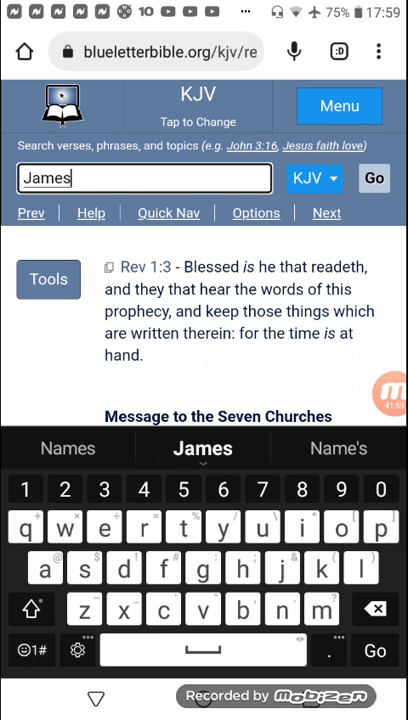 10 ... 75% 17:59
blueletterbible.org/kjv/re :D
KJV
Tap to Change
Menu
Search verses, phrases, and topics (e.g. John 3:16, Jesus faith love)
James KJV Go
Prev | Help | Quick Nav | Options | Next
Tools
Rev 1:3 - Blessed is he that readeth,
and they that hear the words of this
prophecy, and keep those things which
are written therein: for the time is at
hand.
41:59
Message to the Seven Churches
Names James Name's
1 2 3 4 5 6 7 8 9 0
q w e r t y u i o p
a s d f g h j k l
z x c v b n m
1# . Go
Recorded by mobizen